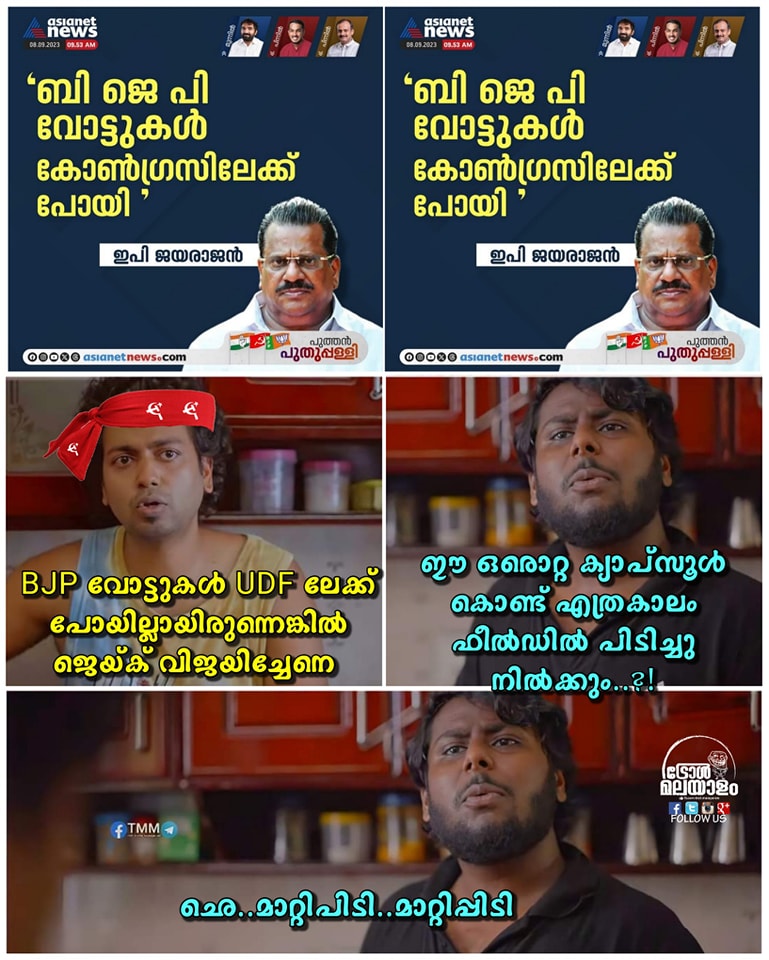 asianet
news
08.09.2023 09.53 AM
'ബി ജെ പി
വോട്ടുകൾ
കോൺഗ്രസിലേക്ക്
പോയി '
ഇപി ജയരാജൻ
asianetnews.com
പുത്തൻ
പുതുപ്പള്ളി
asianet
news
08.09.2023 09.53 AM
'ബി ജെ പി
വോട്ടുകൾ
കോൺഗ്രസിലേക്ക്
പോയി '
ഇപി ജയരാജൻ
asianetnews.com
പുത്തൻ
പുതുപ്പള്ളി
BJP വോട്ടുകൾ UDF ലേക്ക്
പോയില്ലായിരുന്നെങ്കിൽ
ജെയ്ക് വിജയിച്ചേനെ
ഈ ഒരൊറ്റ ക്യാപ്സൂൾ
കൊണ്ട് എത്രകാലം
ഫീൽഡിൽ പിടിച്ചു
നിൽക്കും..?!
ട്രോൾ
മലയാളം
FOLLOW US
TMM
ഛെ..മാറ്റിപിടി..മാറ്റിപ്പിടി